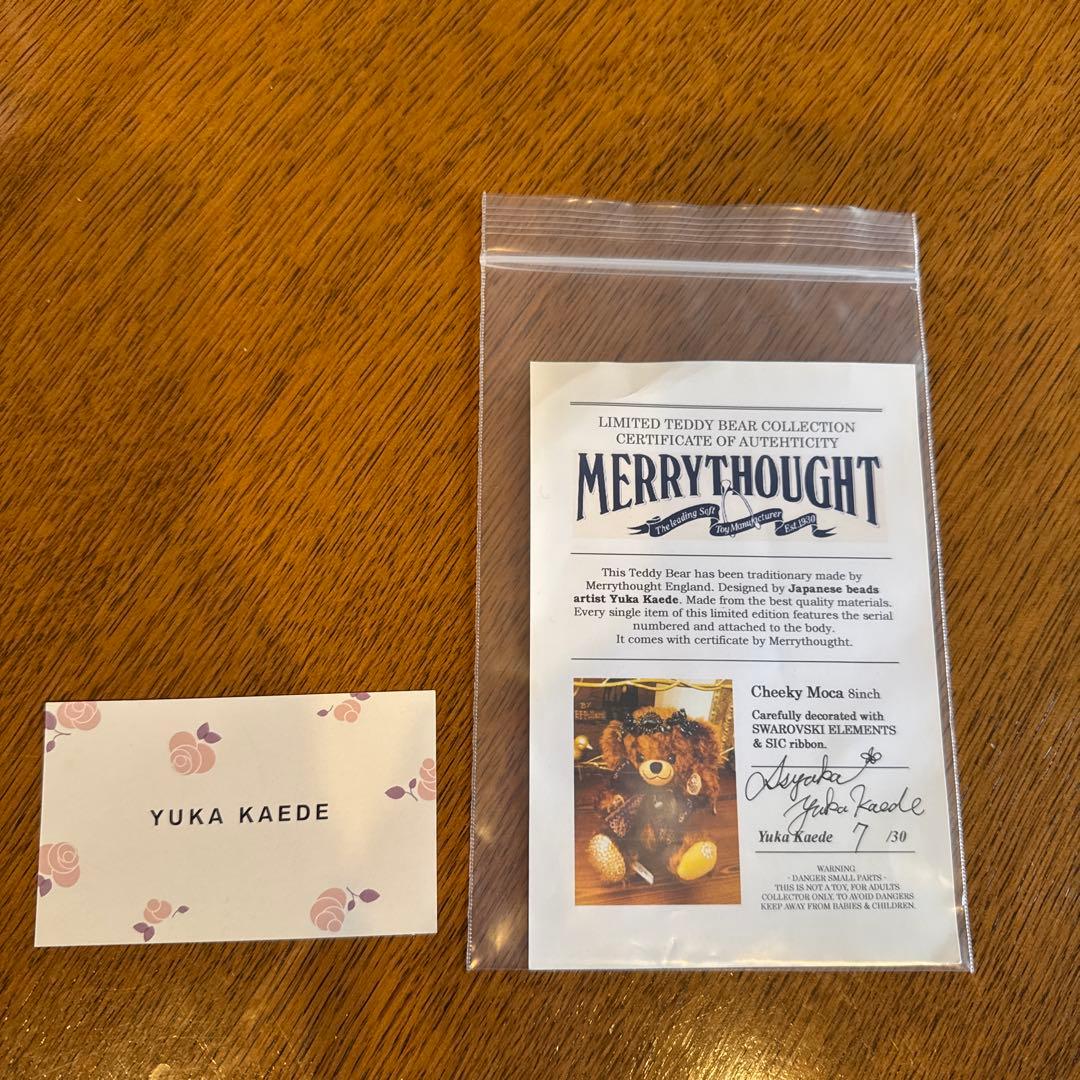 YUKA KAEDE
LIMITED TEDDY BEAR COLLECTION
CERTIFICATE OF AUTEHTICITY
MERRYTHOUGHT
The leading Soft
Toy Manufacturer
Est.1930
This Teddy Bear has been traditionary made by
Merrythought England. Designed by Japanese beads
artist Yuka Kaede. Made from the best quality materials.
Every single item of this limited edition features the serial
numbered and attached to the body.
It comes with certificate by Merrythougtht.
Cheeky Moca 8inch
Carefully decorated with
SWAROVSKI ELEMENTS
& SIC ribbon.
Yuka Kaede
Yuka Kaede 7 /30
WARNING
- DANGER SMALL PARTS -
THIS IS NOT A TOY, FOR ADULTS
COLLECTOR ONLY. TO AVOID DANGERS
KEEP AWAY FROM BABIES & CHILDREN.